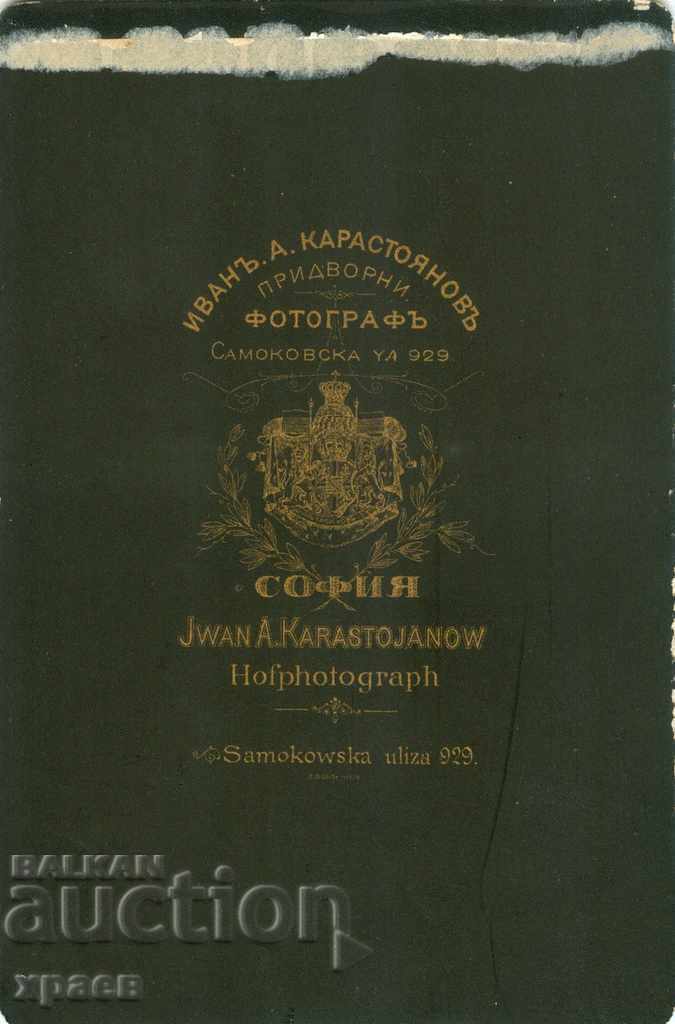 ИВАНЪ. А. КАРАСТОЯНОВЪ
ПРИДВОРНИ
ФОТОГРАФЪ
САМОКОВСКА УЛ 929.
СОФИЯ
JWAN A. KARASTOJANOW
Hofphotograph
Samokowska uliza 929.
BALKAN
auction
храев